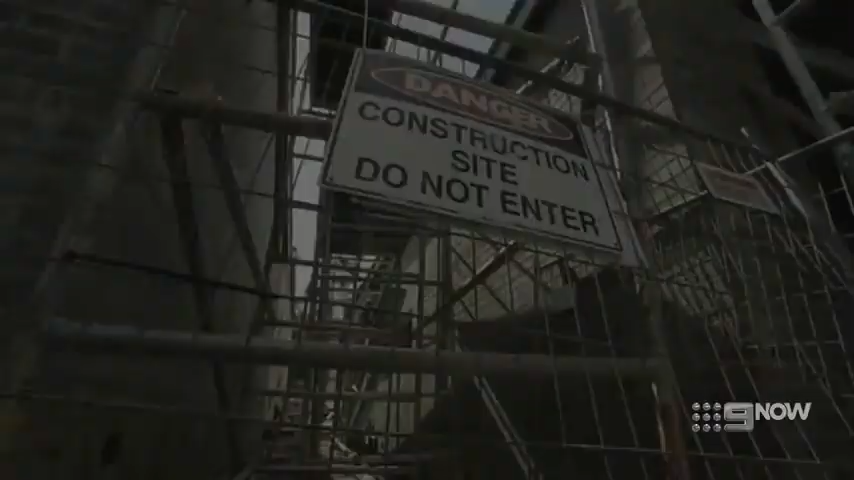 DANGER
CONSTRUCTION
SITE
DO NOT ENTER
9NOW